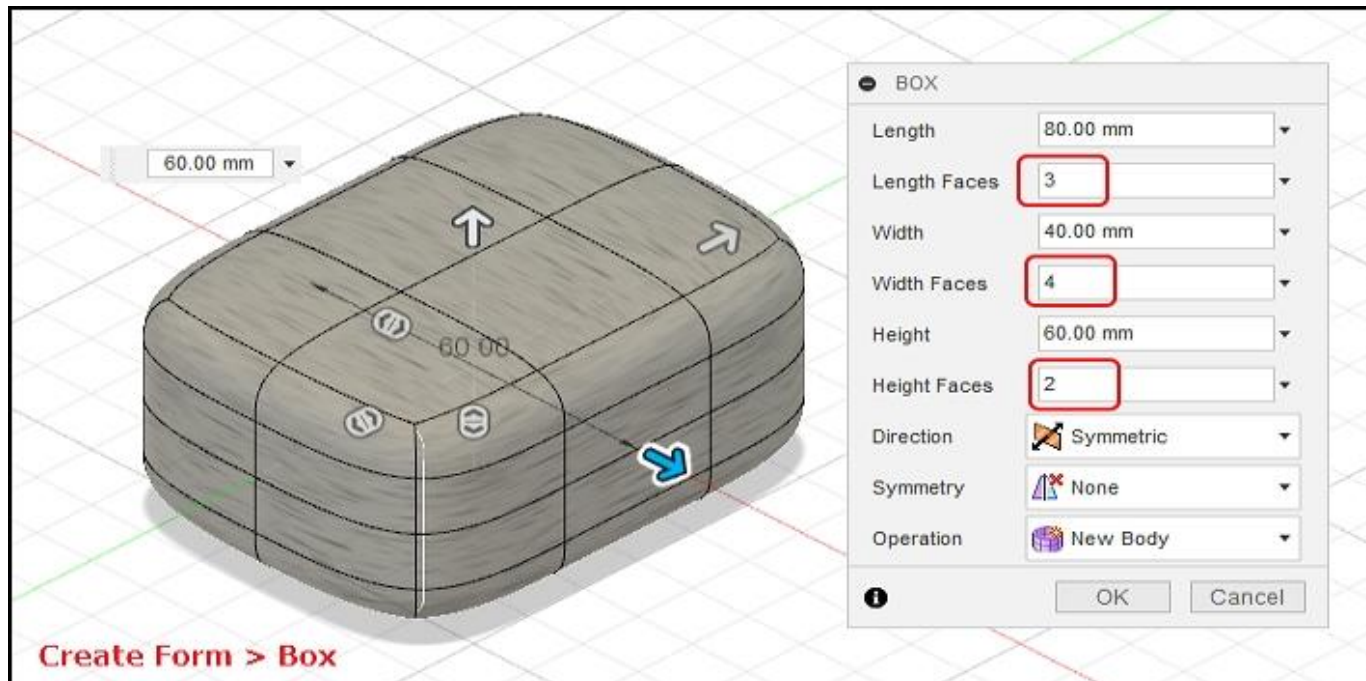 BOX
Length 80.00 mm
60.00 mm
Length Faces 3
Width 40.00 mm
Width Faces 4
Height 60.00 mm
60.00
Height Faces 2
Direction Symmetric
Symmetry None
Operation New Body
OK Cancel
Create Form > Box